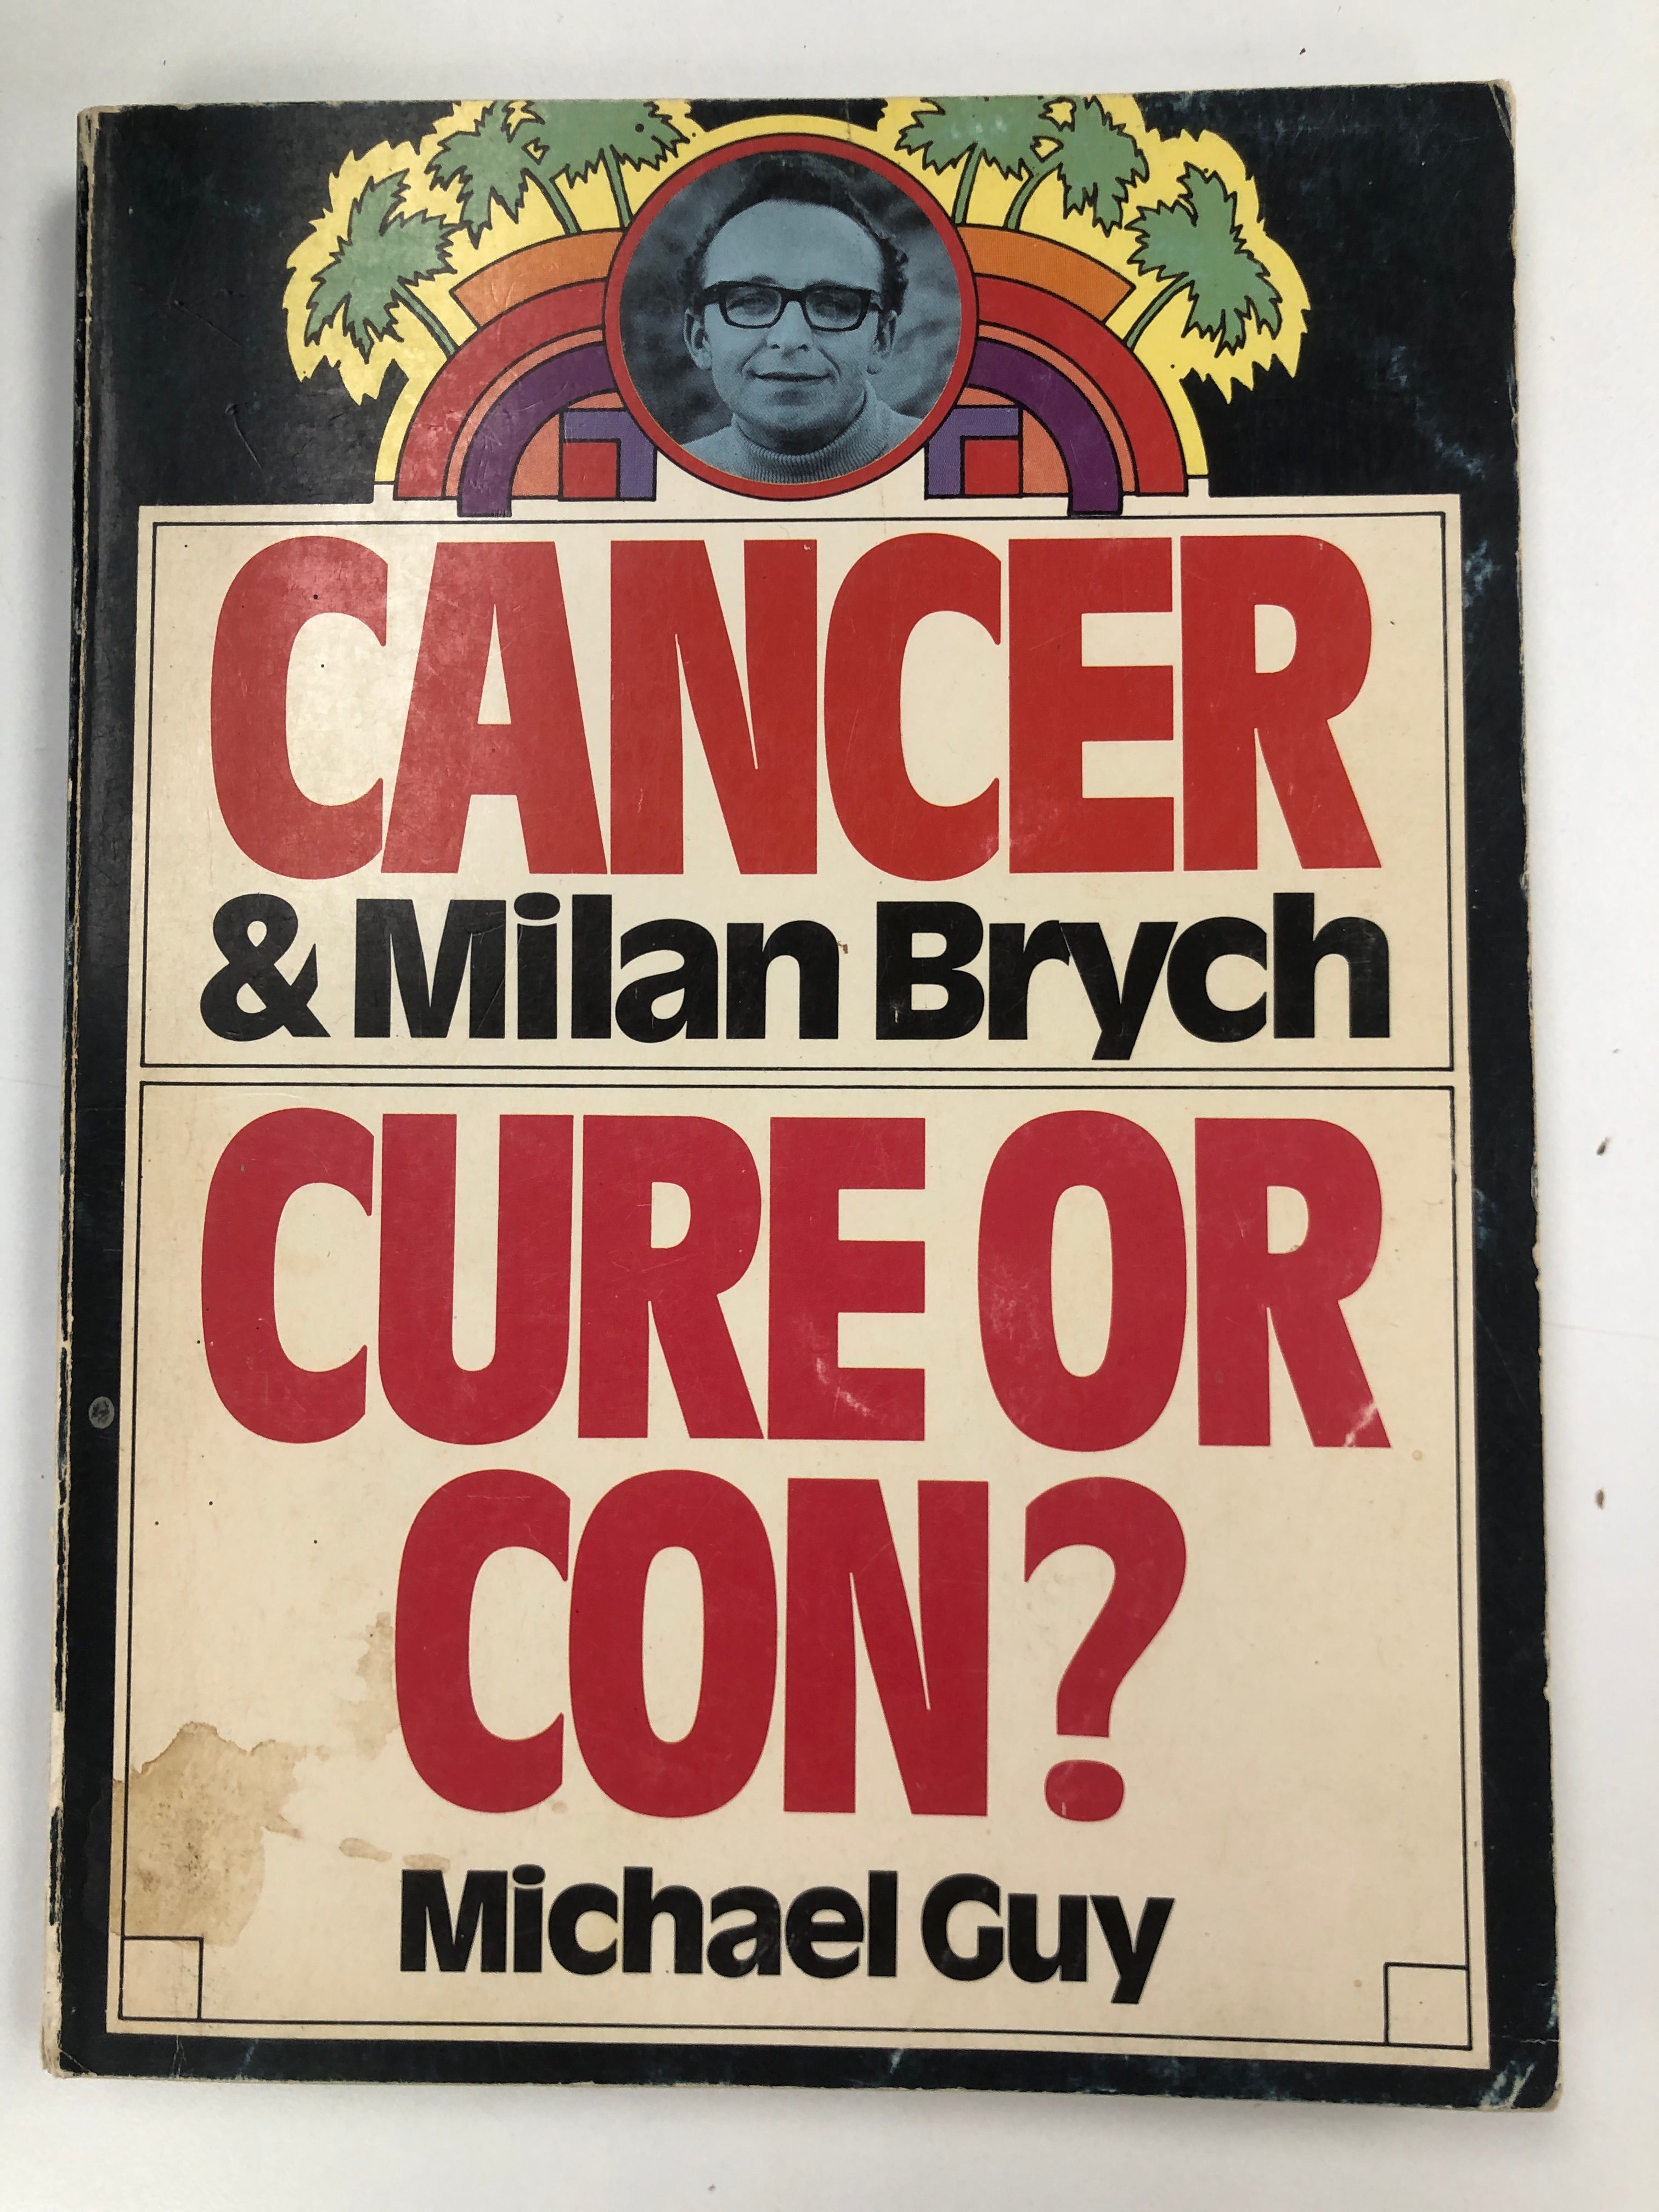 CANCER
& Milan Brych
CURE OR
CON?
Michael Guy